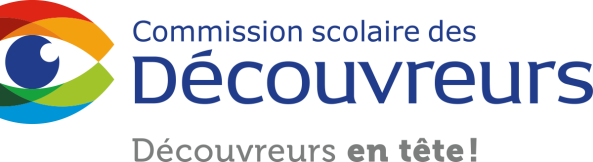 Commission scolaire des
Découvreurs
Découvreurs en tête!